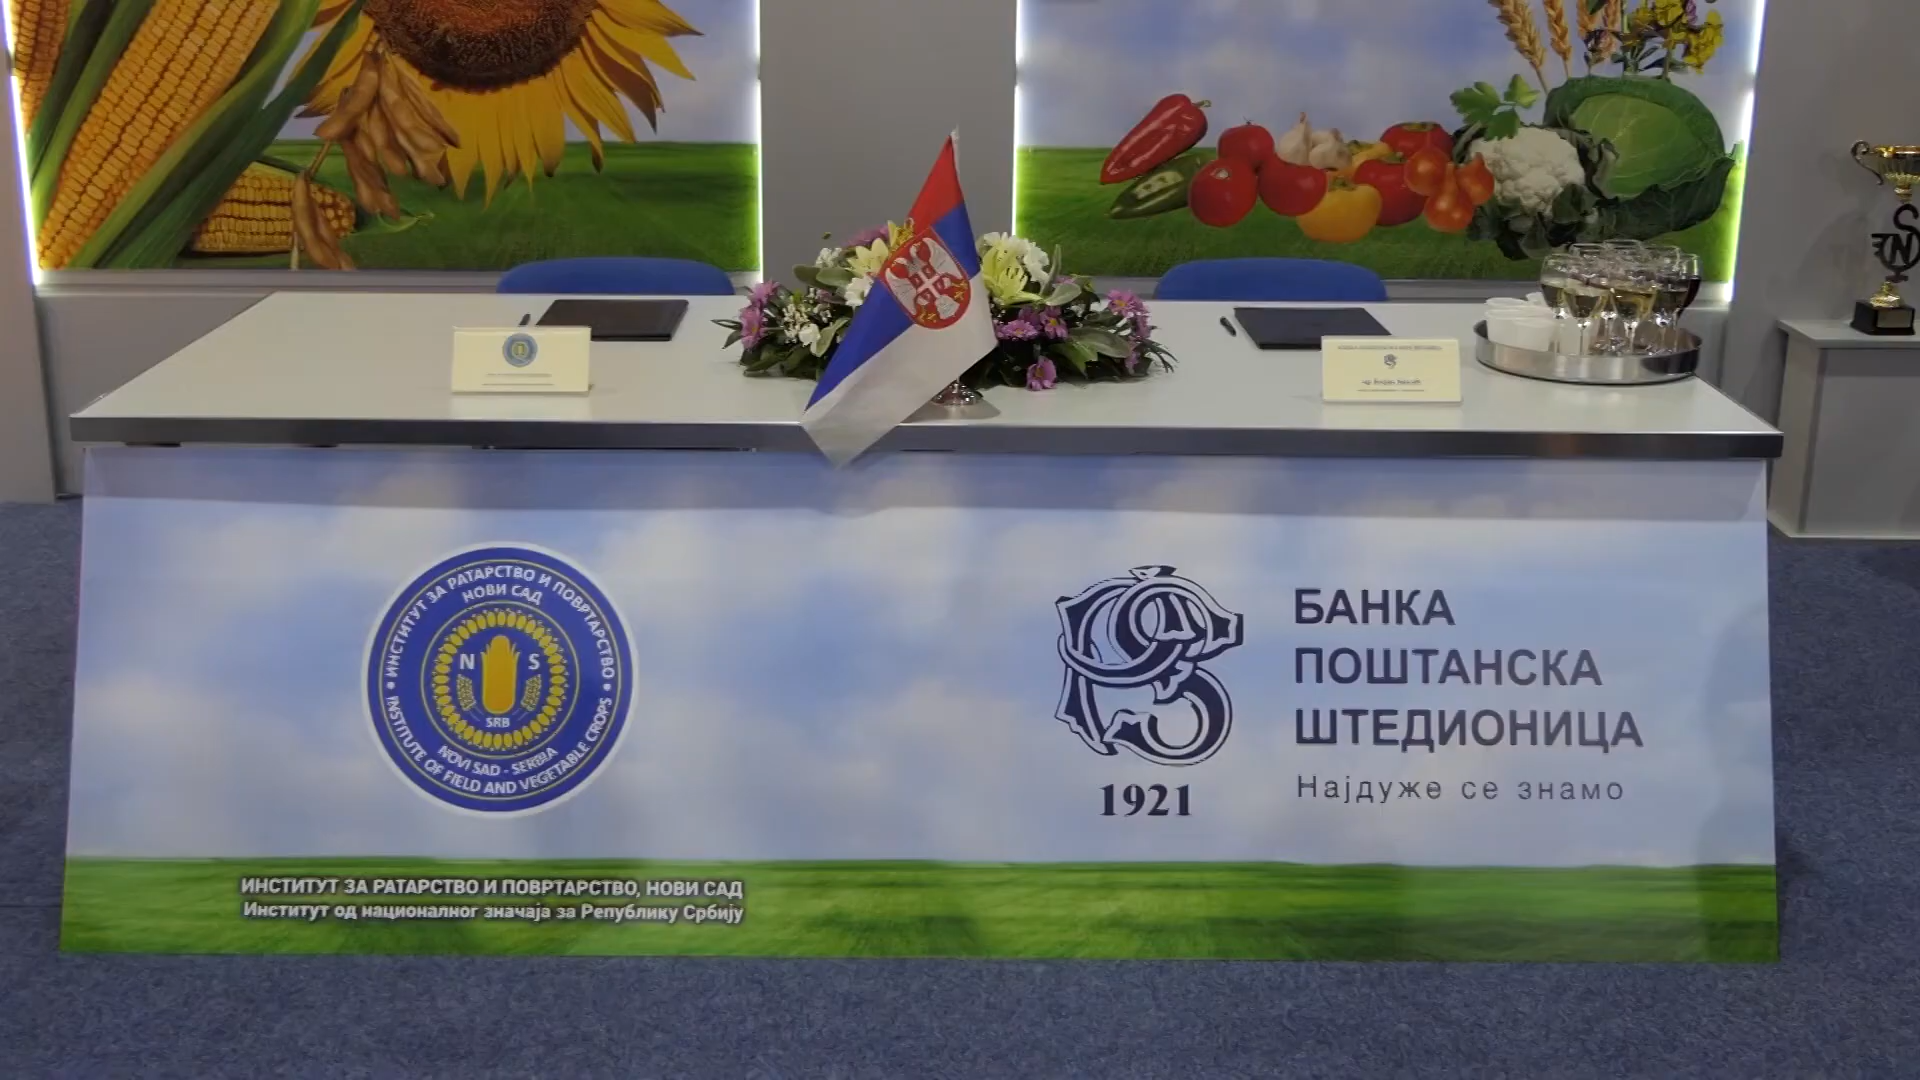 ИНСТИТУТ ЗА РАТАРСТВО И ПОВРТАРСТВО
НОВИ САД
N S
SRB
NOVI SAD - SERBIA
INSTITUTE OF FIELD AND VEGETABLE CROPS
ИНСТИТУТ ЗА РАТАРСТВО И ПОВРТАРСТВО, НОВИ САД
Институт од националног значаја за Републику Србију
1921
БАНКА
ПОШТАНСКА
ШТЕДИОНИЦА
Најдуже се знамо